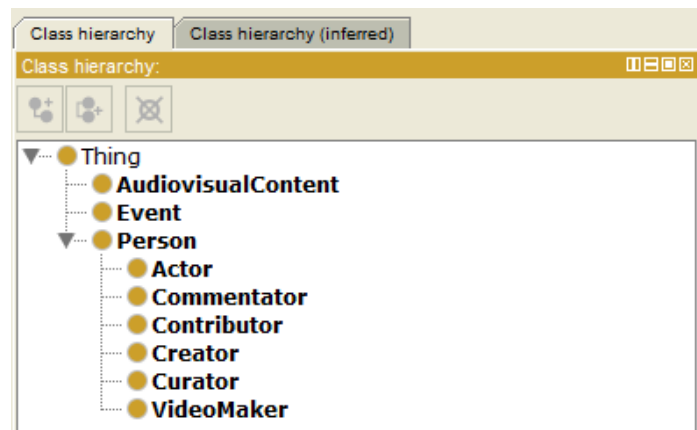 Class hierarchy Class hierarchy (inferred)
Class hierarchy:
Thing
AudiovisualContent
Event
Person
Actor
Commentator
Contributor
Creator
Curator
VideoMaker